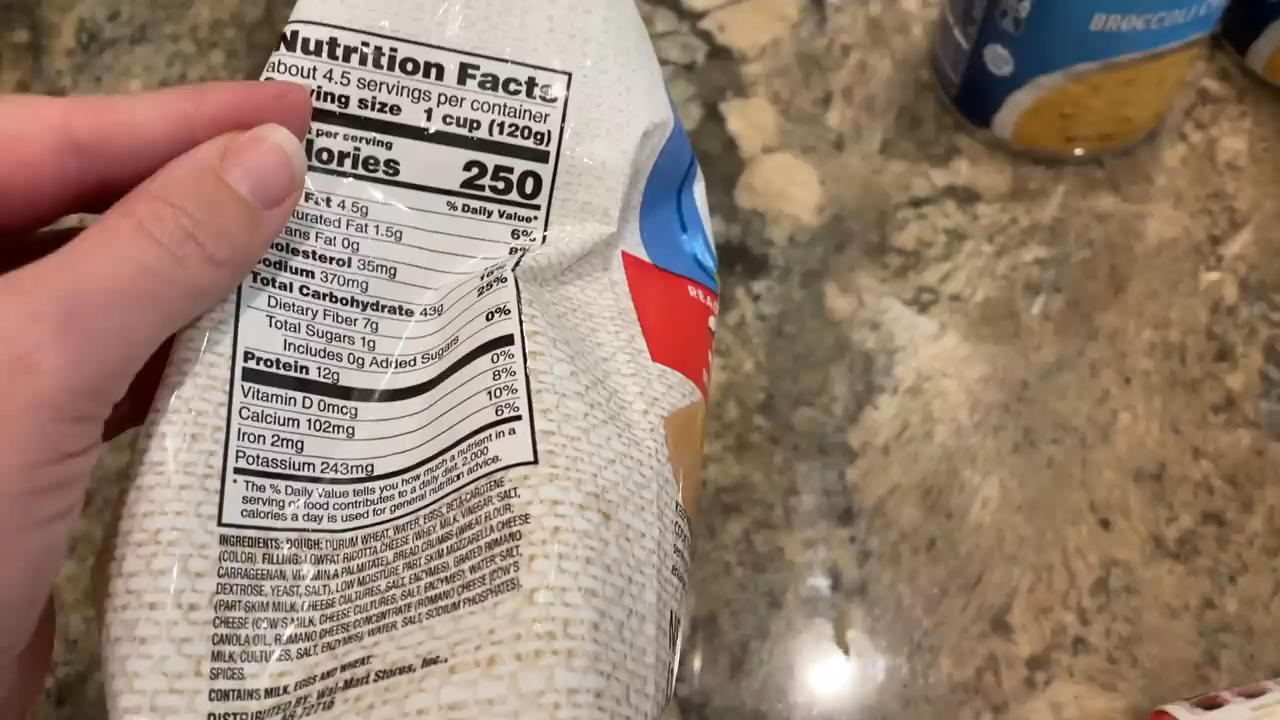 Nutrition Facts
about 4.5 servings per container
ving size 1 cup (120g)
t per serving
lories 250
% Daily Value*
Fat 4.5g 6%
turated Fat 1.5g 8%
ans Fat 0g
olesterol 35mg
odium 370mg
Total Carbohydrate 43g 25%
Dietary Fiber 7g
Total Sugars 1g
Includes 0g Added Sugars 0%
Protein 12g
Vitamin D 0mcg 0%
Calcium 102mg 8%
Iron 2mg 10%
Potassium 243mg 6%
* The % Daily Value tells you how much a nutrient in a
serving of food contributes to a daily diet. 2,000
calories a day is used for general nutrition advice.
INGREDIENTS: DOUGH: DURUM WHEAT, WATER, EGGS, BETA-CAROTENE
(COLOR). FILLING: LOWFAT RICOTTA CHEESE (WHEY, MILK, VINEGAR, SALT,
CARRAGEENAN, VITAMIN A PALMITATE), BREAD CRUMBS (WHEAT FLOUR,
DEXTROSE, YEAST, SALT), LOW MOISTURE PART SKIM MOZZARELLA CHEESE
(PART SKIM MILK, CHEESE CULTURES, SALT, ENZYMES), GRATED ROMANO
CHEESE (COW'S MILK, CHEESE CULTURES, SALT, ENZYMES), WATER, SALT,
CANOLA OIL, ROMANO CHEESE CONCENTRATE (ROMANO CHEESE [COW'S
MILK, CULTURES, SALT, ENZYMES], WATER, SALT, SODIUM PHOSPHATES),
SPICES.
CONTAINS MILK, EGGS AND WHEAT.
DISTRIBUTED BY: Wal-Mart Stores, Inc.,
AR 72716
REA
BROCCOLI C